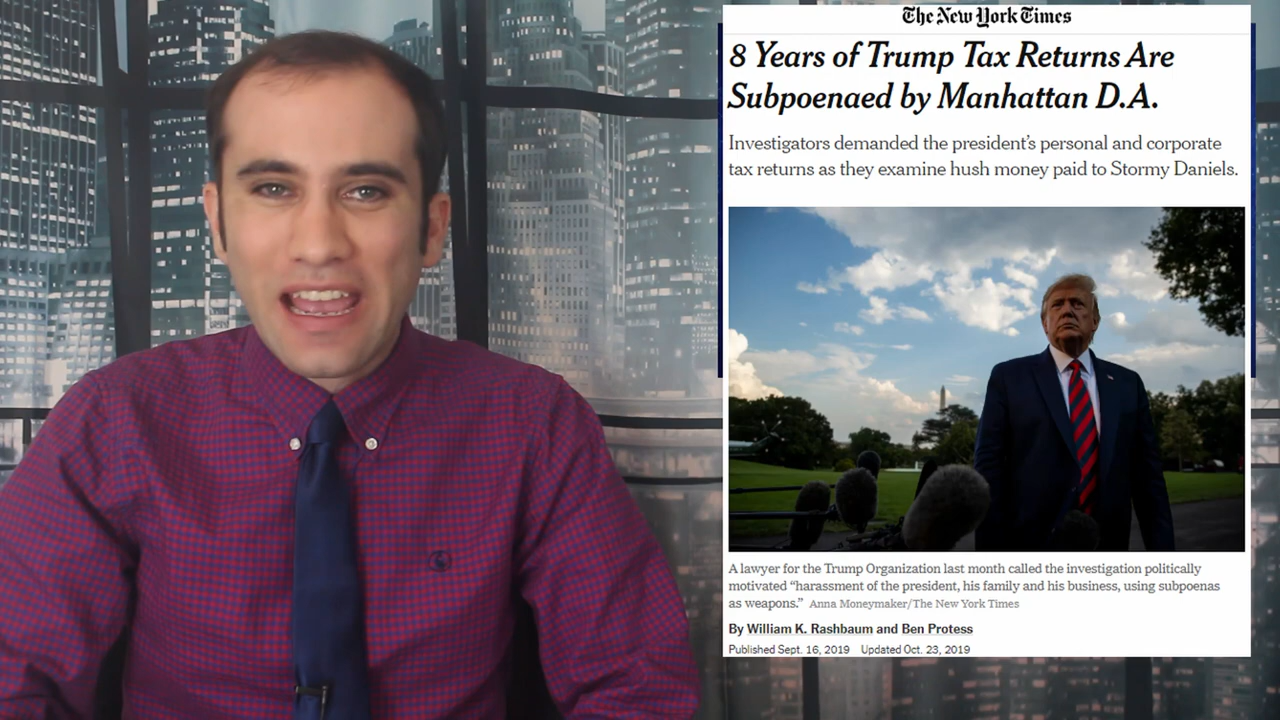 The New York Times
8 Years of Trump Tax Returns Are
Subpoenaed by Manhattan D.A.
Investigators demanded the president's personal and corporate
tax returns as they examine hush money paid to Stormy Daniels.
A lawyer for the Trump Organization last month called the investigation politically
motivated “harassment of the president, his family and his business, using subpoenas
as weapons.” Anna Moneymaker/The New York Times
By William K. Rashbaum and Ben Protess
Published Sept. 16, 2019 Updated Oct. 23, 2019